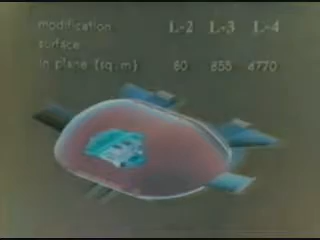 modification L-2 L-3 L-4
surface
in plane (sq.m) 60 855 4770